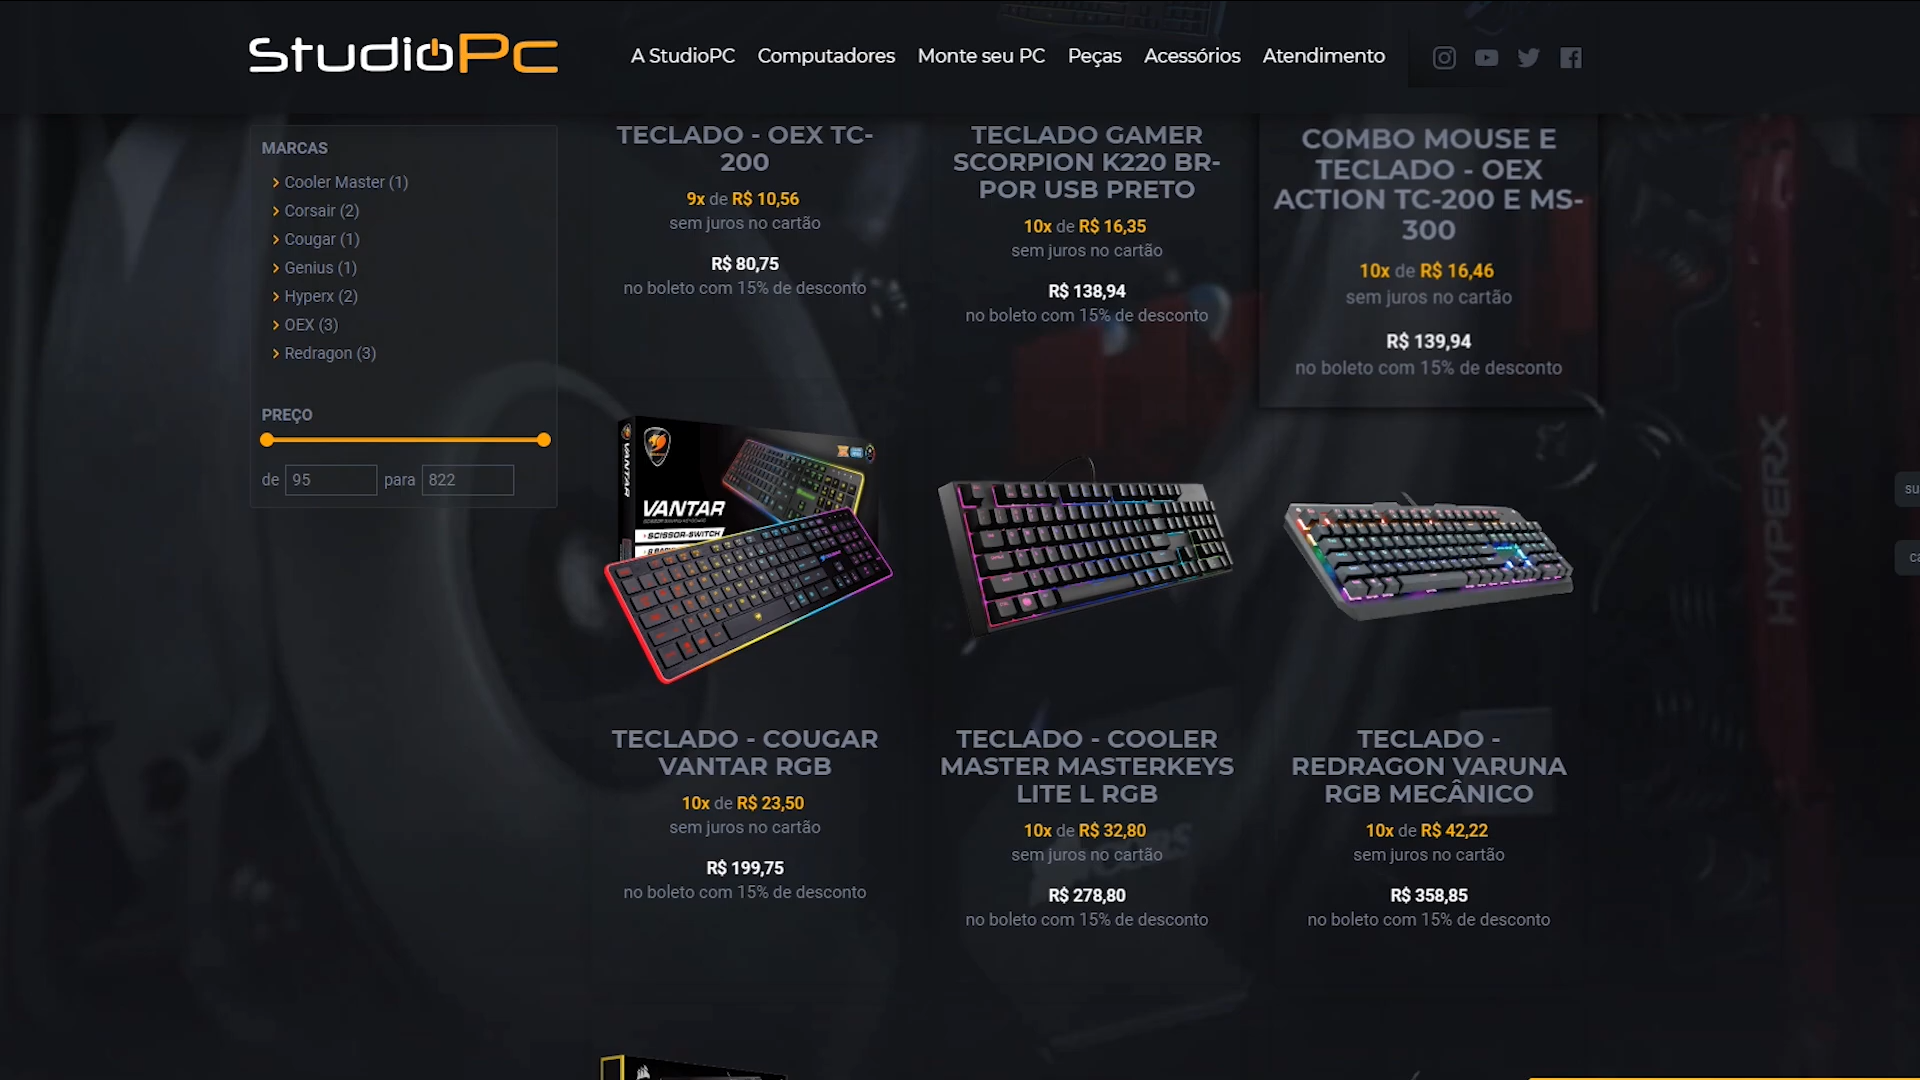 StudioPC
A StudioPC
Computadores
Monte seu PC
Peças
Acessórios
Atendimento
MARCAS
Cooler Master (1)
Corsair (2)
Cougar (1)
Genius (1)
Hyperx (2)
OEX (3)
Redragon (3)
PREÇO
de 95 para 822
TECLADO - OEX TC-
200
9x de R$ 10,56
sem juros no cartão
R$ 80,75
no boleto com 15% de desconto
TECLADO GAMER
SCORPION K220 BR-
POR USB PRETO
10x de R$ 16,35
sem juros no cartão
R$ 138,94
no boleto com 15% de desconto
COMBO MOUSE E
TECLADO - OEX
ACTION TC-200 E MS-
300
10x de R$ 16,46
sem juros no cartão
R$ 139,94
no boleto com 15% de desconto
VANTAR
VANTAR
SCISSOR-SWITCH
TECLADO - COUGAR
VANTAR RGB
10x de R$ 23,50
sem juros no cartão
R$ 199,75
no boleto com 15% de desconto
TECLADO - COOLER
MASTER MASTERKEYS
LITE L RGB
10x de R$ 32,80
sem juros no cartão
R$ 278,80
no boleto com 15% de desconto
TECLADO -
REDRAGON VARUNA
RGB MECÂNICO
10x de R$ 42,22
sem juros no cartão
R$ 358,85
no boleto com 15% de desconto
HYPERX
su
ca